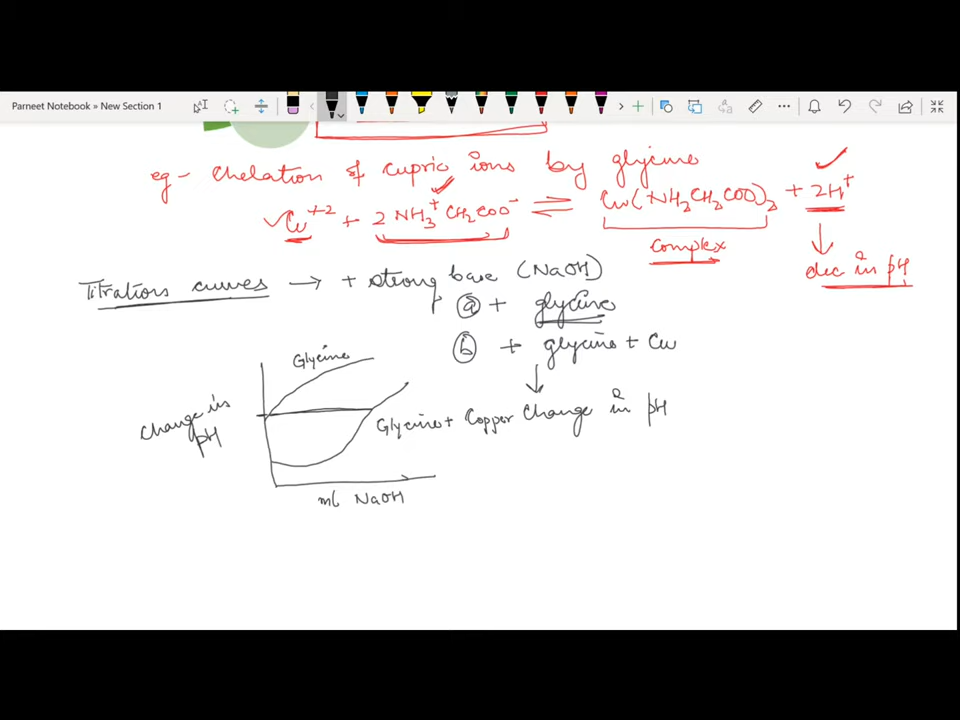 Parneet Notebook » New Section 1
eg- Chelation of cupric ions by glycine
Cu+2 + 2 NH3+ CH2COO- ⇌ Cu(NH2CH2COO)2 + 2H+
Complex
dec in pH
Titration curves → + strong base (NaOH)
ⓐ + glycine
ⓑ + glycine + Cu
Change in pH
Glycine
Change in
pH
Glycine + Copper
ml NaOH